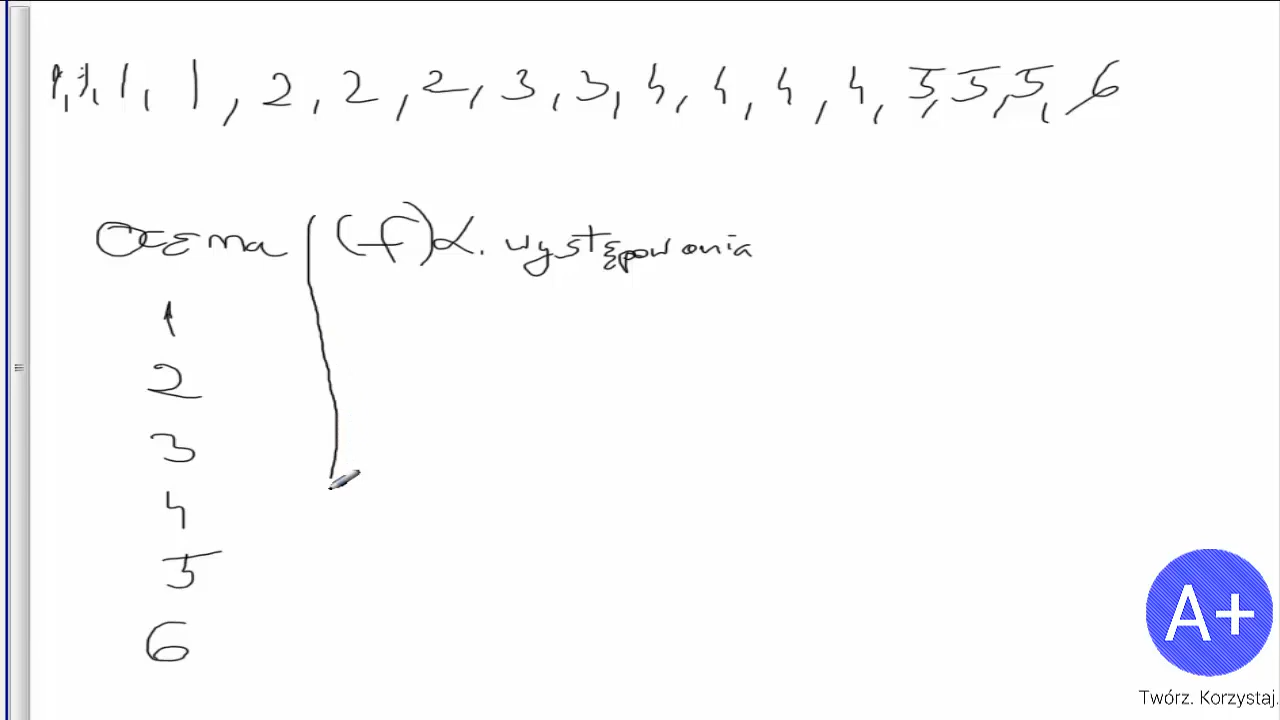 1, 1, 1, 1, 2, 2, 2, 3, 3, 4, 4, 4, 4, 5, 5, 5, 6
Ocena (f) L. występowania
1
2
3
4
5
6
A+
Twórz. Korzystaj.